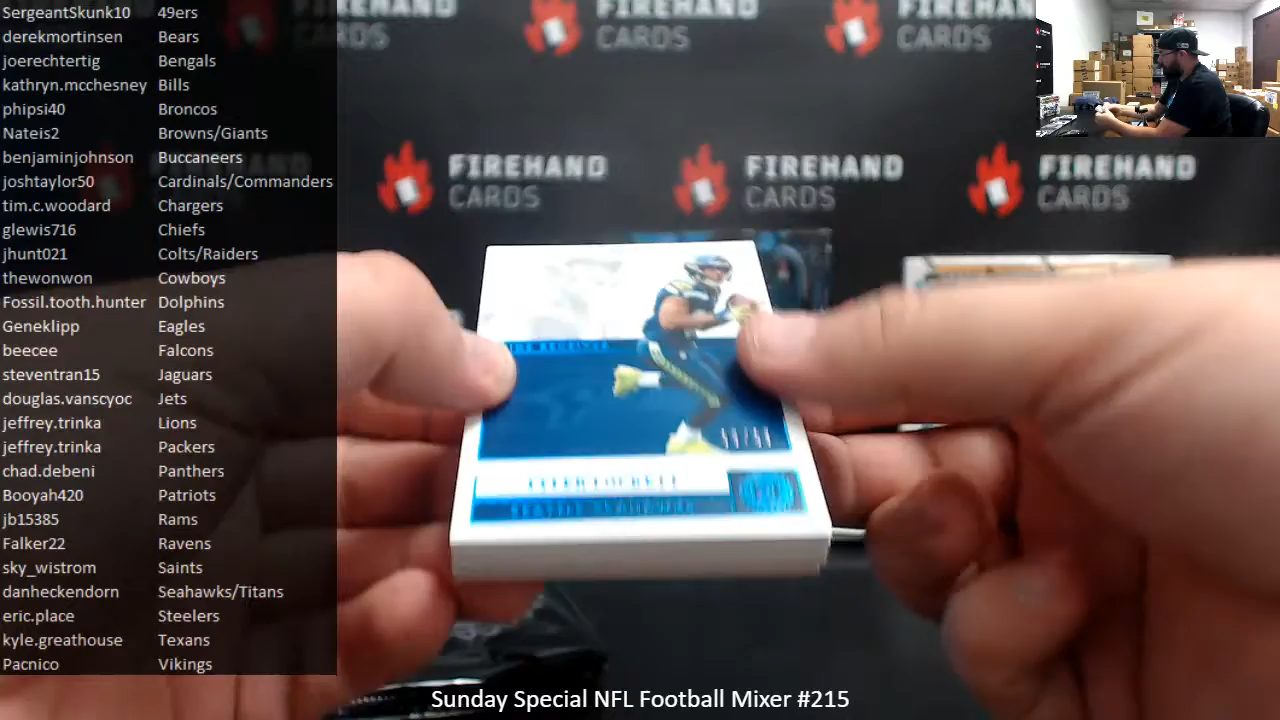 SergeantSkunk10 49ers
derekmortinsen Bears
joerechtertig Bengals
kathryn.mcchesney Bills
phipsi40 Broncos
Nateis2 Browns/Giants
benjaminjohnson Buccaneers
joshtaylor50 Cardinals/Commanders
tim.c.woodard Chargers
glewis716 Chiefs
jhunt021 Colts/Raiders
thewonwon Cowboys
Fossil.tooth.hunter Dolphins
Geneklipp Eagles
beecee Falcons
steventran15 Jaguars
douglas.vanscyoc Jets
jeffrey.trinka Lions
jeffrey.trinka Packers
chad.debeni Panthers
Booyah420 Patriots
jb15385 Rams
Falker22 Ravens
sky_wistrom Saints
danheckendorn Seahawks/Titans
eric.place Steelers
kyle.greathouse Texans
Pacnico Vikings
FIREHAND
CARDS
FIREHAND
CARDS
FIREHAND
CARDS
FIREHAND
CARDS
FIREHAND
CARDS
TYLER LOCKETT
SEATTLE SEAHAWKS
Sunday Special NFL Football Mixer #215